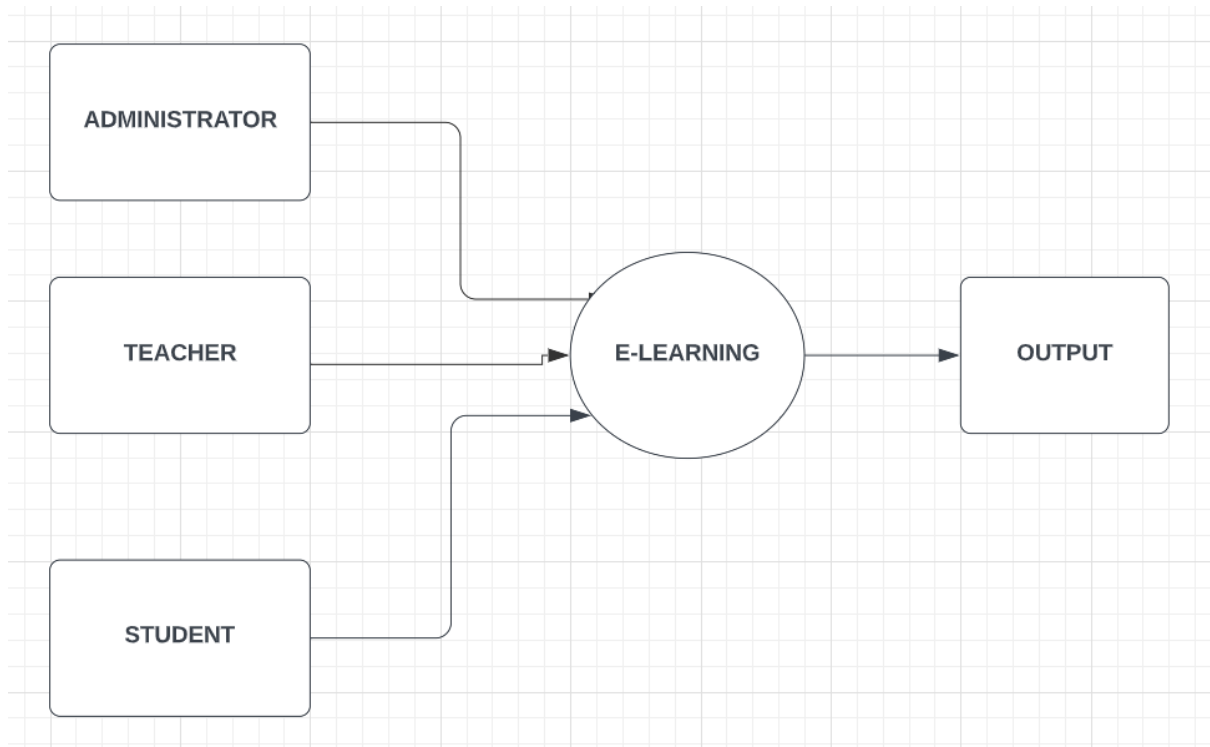 ADMINISTRATOR
TEACHER
E-LEARNING
OUTPUT
STUDENT